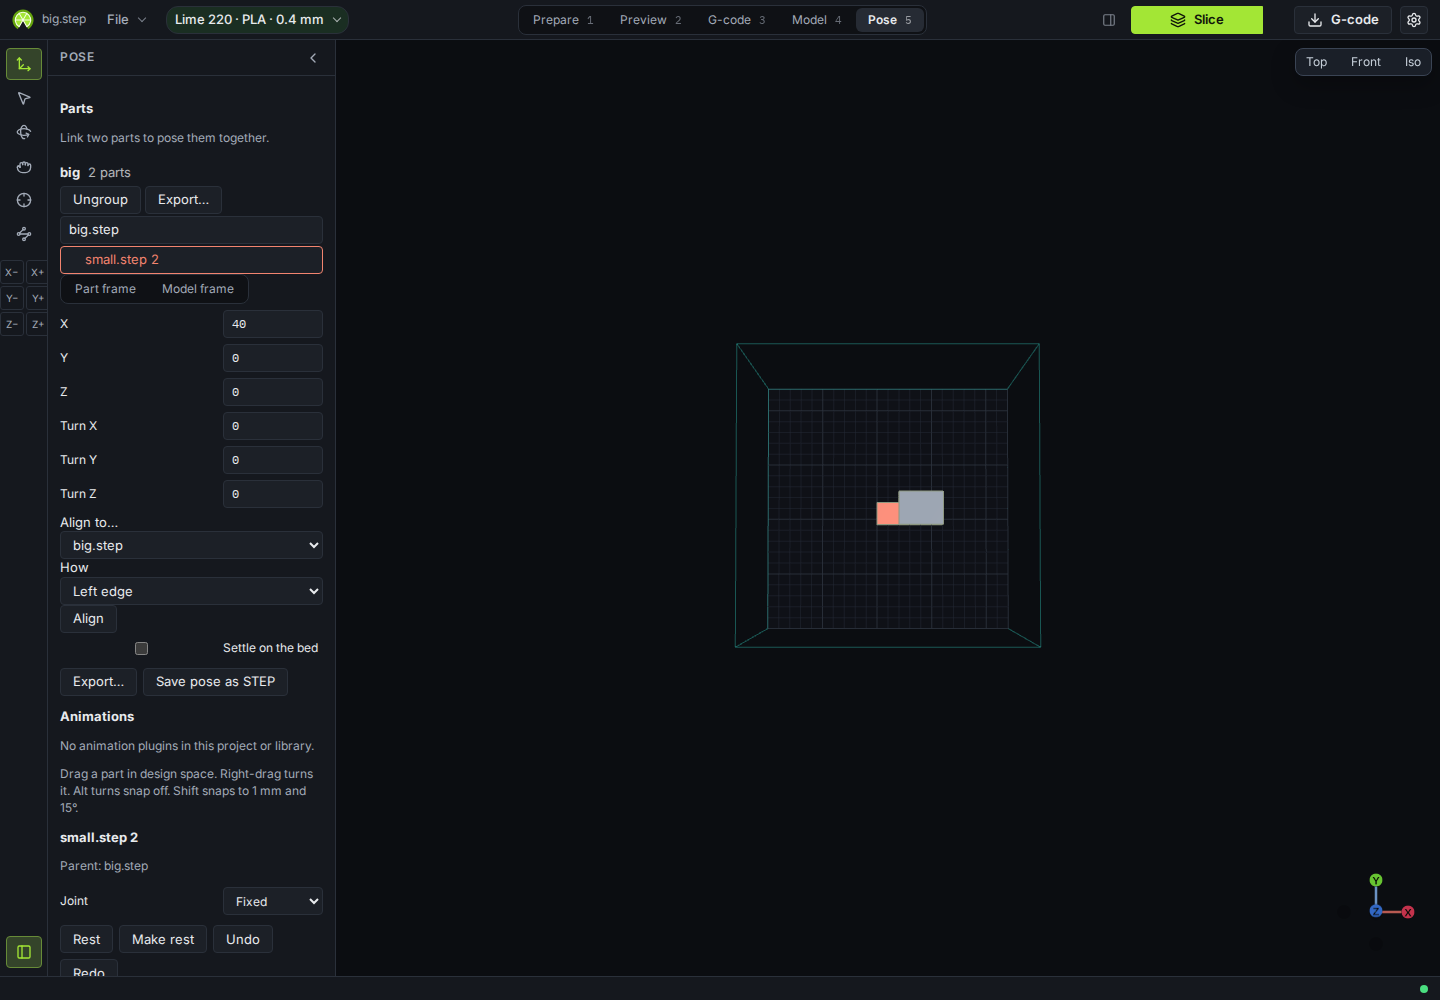 big.step File Lime 220 · PLA · 0.4 mm Prepare 1 Preview 2 G-code 3 Model 4 Pose 5 Slice G-code
POSE
Top Front Iso
Parts
Link two parts to pose them together.
big 2 parts
Ungroup Export...
big.step
small.step 2
X− X+
Part frame Model frame
Y− Y+
Z− Z+
X 40
Y 0
Z 0
Turn X 0
Turn Y 0
Turn Z 0
Align to...
big.step
How
Left edge
Align
Settle on the bed
Export... Save pose as STEP
Animations
No animation plugins in this project or library.
Drag a part in design space. Right-drag turns
it. Alt turns snap off. Shift snaps to 1 mm and
15°.
small.step 2
Parent: big.step
Joint Fixed
Rest Make rest Undo
Redo
Y
Z X